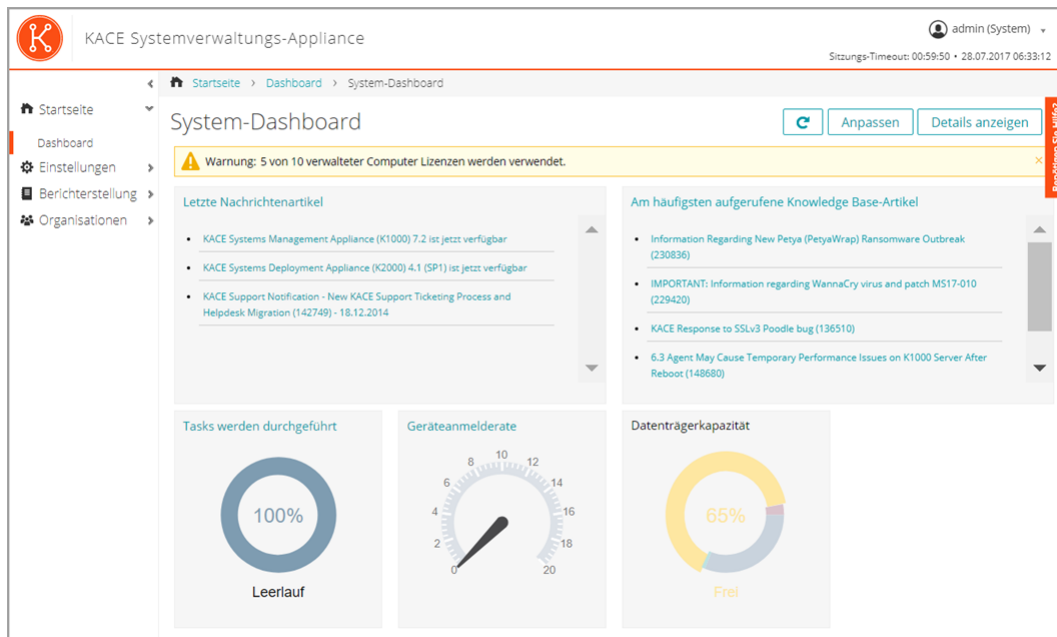 KACE Systemverwaltungs-Appliance
admin (System)
Sitzungs-Timeout: 00:59:50 • 28.07.2017 06:33:12
Startseite > Dashboard > System-Dashboard
Startseite
Dashboard
Einstellungen
Berichterstellung
Organisationen
System-Dashboard
Anpassen
Details anzeigen
Benötigen Sie Hilfe?
Warnung: 5 von 10 verwalteter Computer Lizenzen werden verwendet.
Letzte Nachrichtenartikel
KACE Systems Management Appliance (K1000) 7.2 ist jetzt verfügbar
KACE Systems Deployment Appliance (K2000) 4.1 (SP1) ist jetzt verfügbar
KACE Support Notification - New KACE Support Ticketing Process and
Helpdesk Migration (142749) - 18.12.2014
Am häufigsten aufgerufene Knowledge Base-Artikel
Information Regarding New Petya (PetyaWrap) Ransomware Outbreak
(230836)
IMPORTANT: Information regarding WannaCry virus and patch MS17-010
(229420)
KACE Response to SSLv3 Poodle bug (136510)
6.3 Agent May Cause Temporary Performance Issues on K1000 Server After
Reboot (148680)
Tasks werden durchgeführt
100%
Leerlauf
Geräteanmelderate
0
2
4
6
8
10
12
14
16
18
20
Datenträgerkapazität
65%
Frei